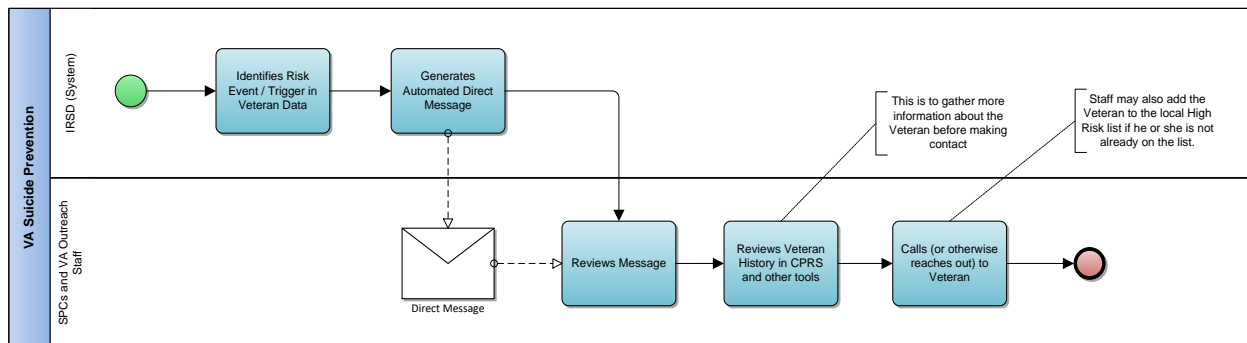 VA Suicide Prevention
IRSD (System)
Identifies Risk
Event / Trigger in
Veteran Data
Generates
Automated Direct
Message
This is to gather more
information about the
Veteran before making
contact
Staff may also add the
Veteran to the local High
Risk list if he or she is not
already on the list.
SPCs and VA Outreach
Staff
Direct Message
Reviews Message
Reviews Veteran
History in CPRS
and other tools
Calls (or otherwise
reaches out) to
Veteran